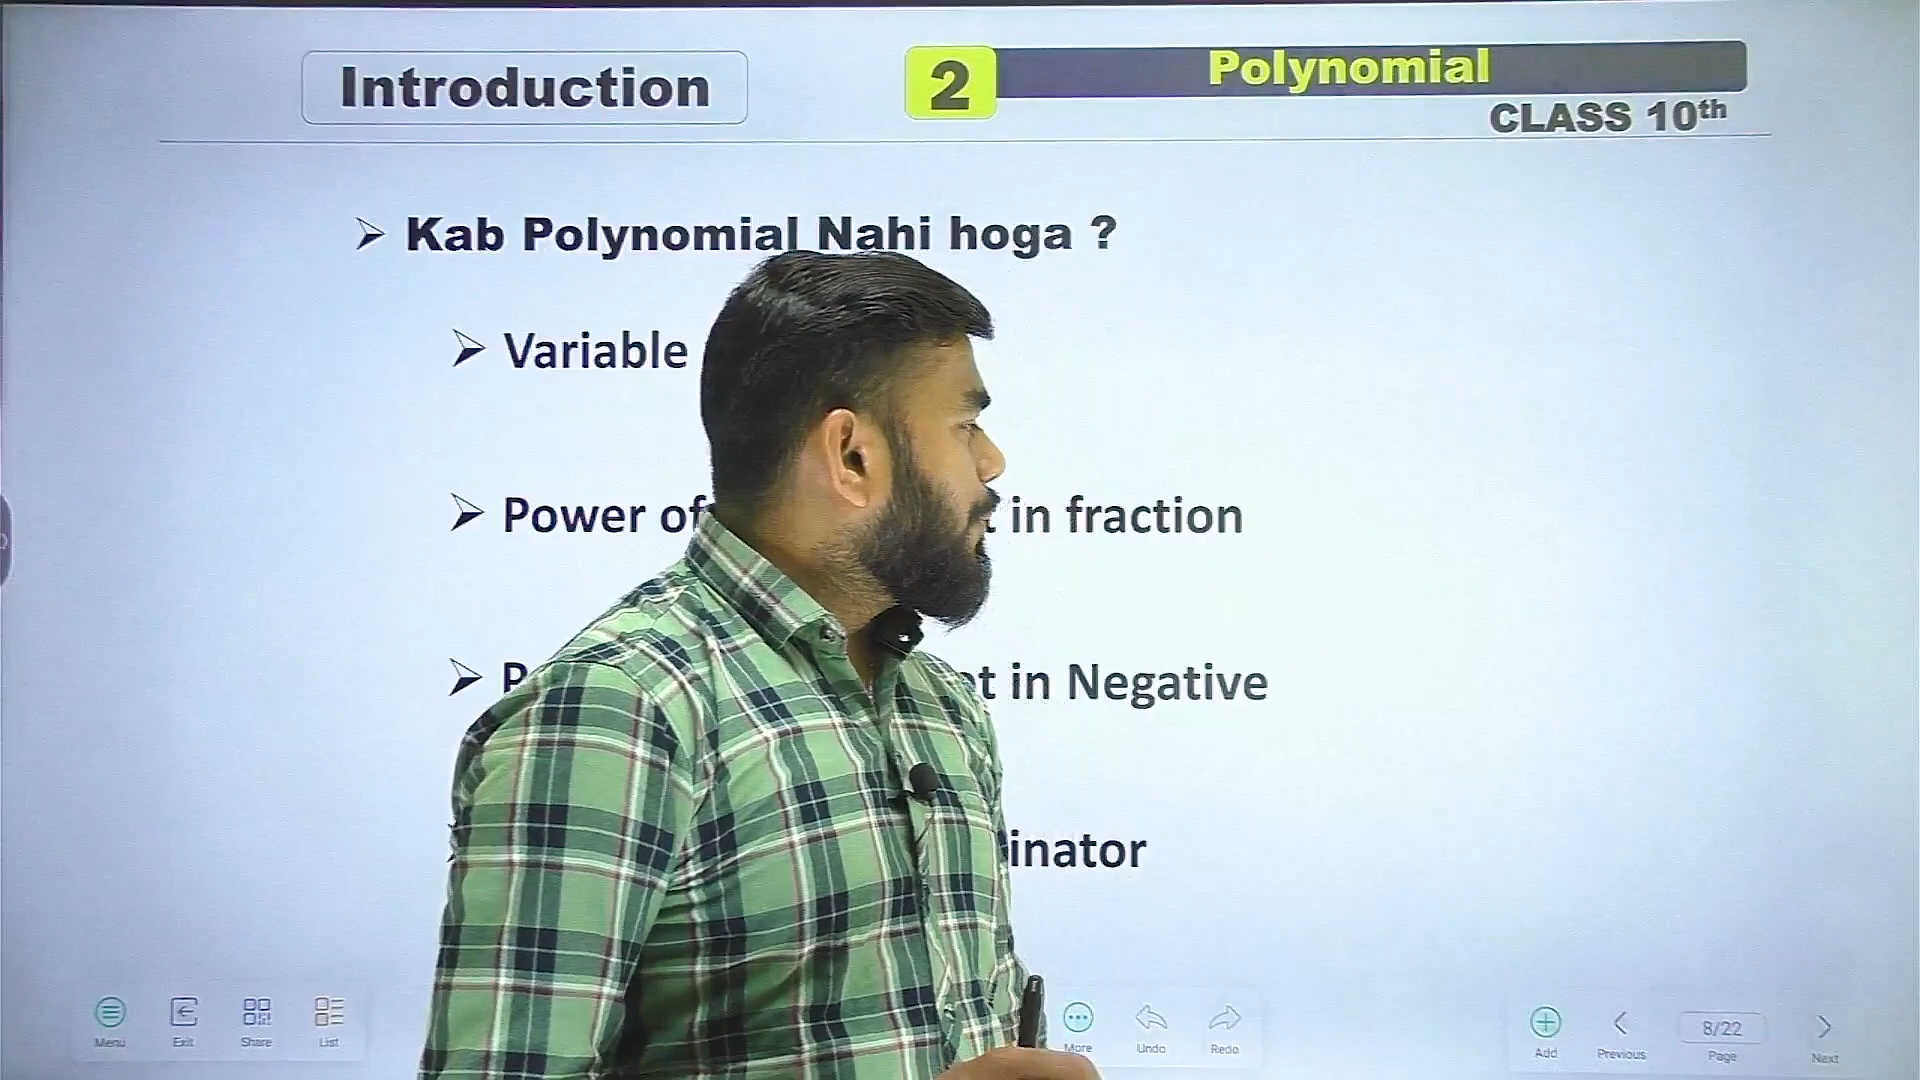 Introduction
2 Polynomial
CLASS 10th
Kab Polynomial Nahi hoga ?
Variable
Power of in fraction
in Negative
Menu Exit Share List More Undo Redo Add Previous 8/22 Page Next